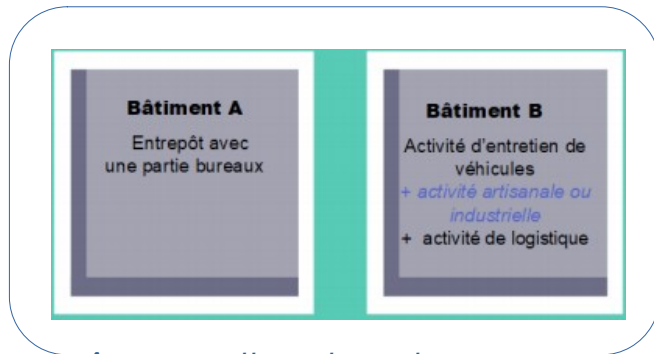 Bâtiment A
Entrepôt avec
une partie bureaux
Bâtiment B
Activité d'entretien de
véhicules
+ activité artisanale ou
industrielle
+ activité de logistique